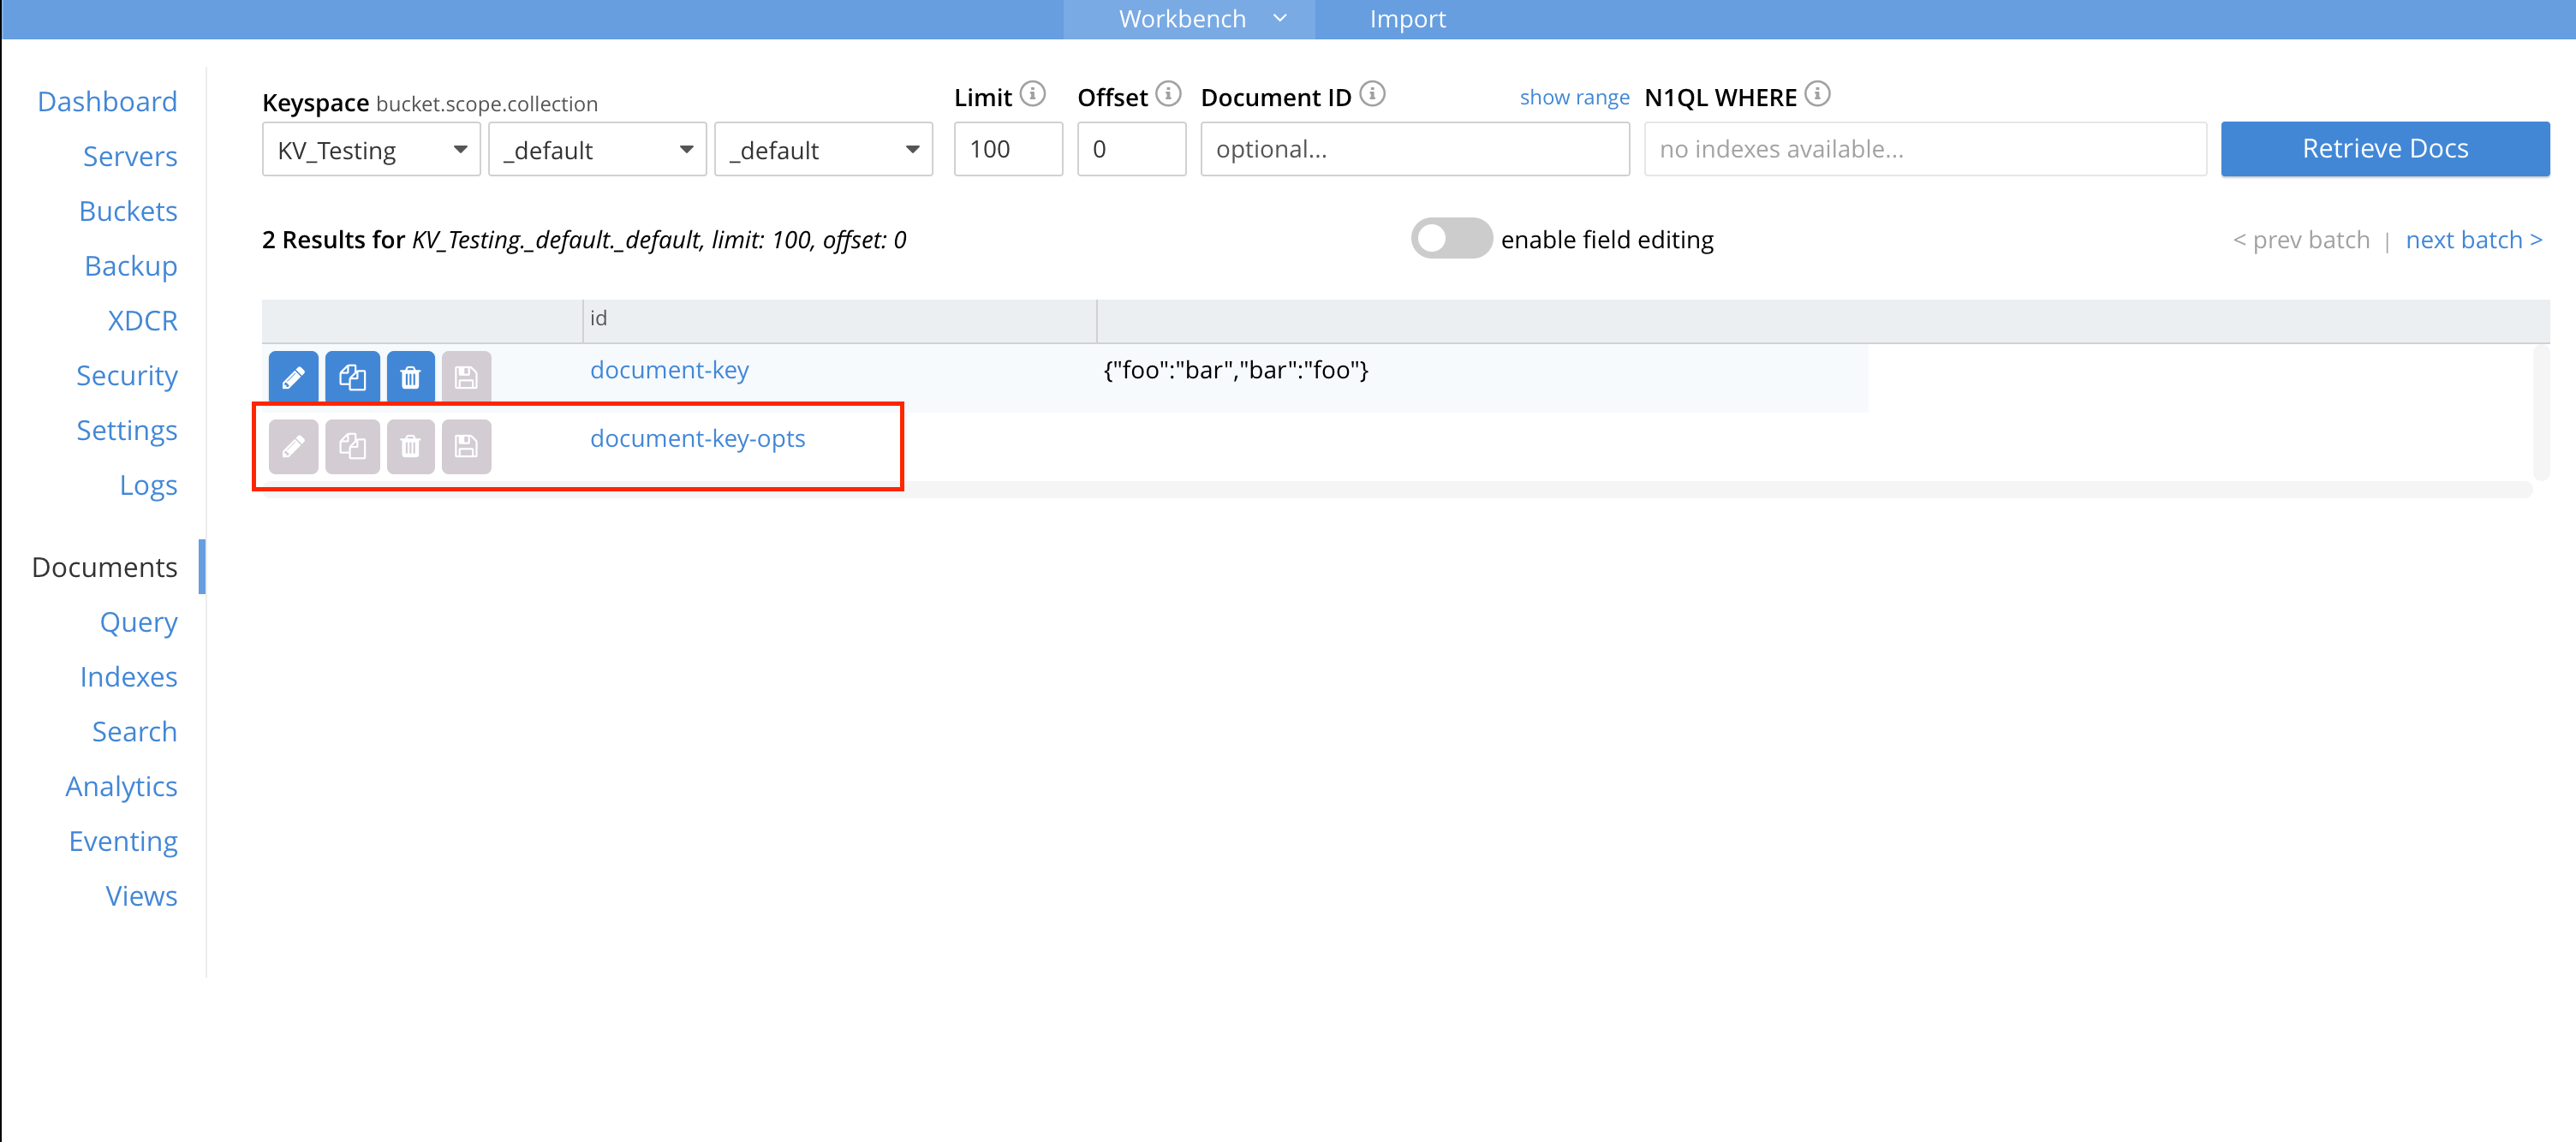 Workbench Import
Dashboard
Servers
Buckets
Backup
XDCR
Security
Settings
Logs
Documents
Query
Indexes
Search
Analytics
Eventing
Views
Keyspace bucket.scope.collection Limit Offset Document ID show range N1QL WHERE
KV_Testing _default _default 100 0 optional... no indexes available... Retrieve Docs
2 Results for KV_Testing._default._default, limit: 100, offset: 0 enable field editing < prev batch | next batch >
id
document-key {"foo":"bar","bar":"foo"}
document-key-opts